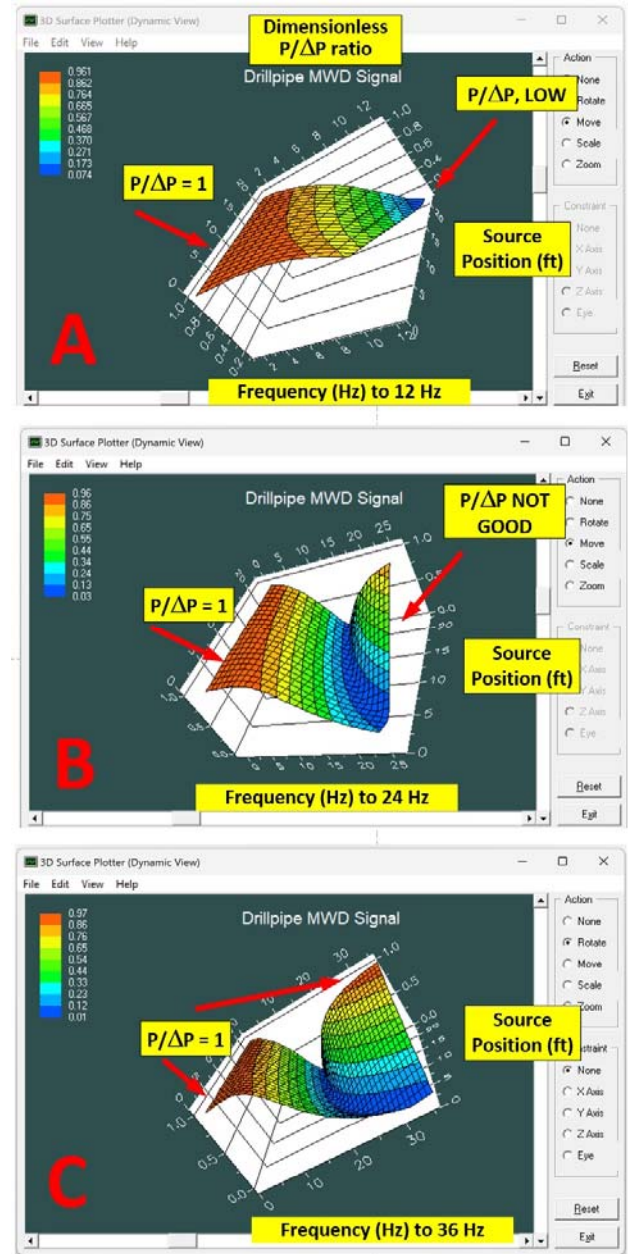 3D Surface Plotter (Dynamic View)
File Edit View Help
Dimensionless
P/ΔP ratio
Drillpipe MWD Signal
0.961
0.862
0.764
0.665
0.567
0.468
0.370
0.271
0.173
0.074
P/ΔP, LOW
P/ΔP = 1
Source
Position (ft)
A
Frequency (Hz) to 12 Hz
Action
None
Rotate
Move
Scale
Zoom
Constraint
None
X Axis
Y Axis
Z Axis
Eye
Reset
Exit
3D Surface Plotter (Dynamic View)
File Edit View Help
Drillpipe MWD Signal
0.96
0.86
0.75
0.65
0.55
0.44
0.34
0.24
0.13
0.03
P/ΔP NOT
GOOD
P/ΔP = 1
Source
Position (ft)
B
Frequency (Hz) to 24 Hz
Action
None
Rotate
Move
Scale
Zoom
Constraint
None
X Axis
Y Axis
Z Axis
Eye
Reset
Exit
3D Surface Plotter (Dynamic View)
File Edit View Help
Drillpipe MWD Signal
0.97
0.86
0.76
0.65
0.54
0.44
0.33
0.23
0.12
0.01
P/ΔP = 1
Source
Position (ft)
C
Frequency (Hz) to 36 Hz
Action
None
Rotate
Move
Scale
Zoom
None
X Axis
Y Axis
Z Axis
Eye
Reset
Exit